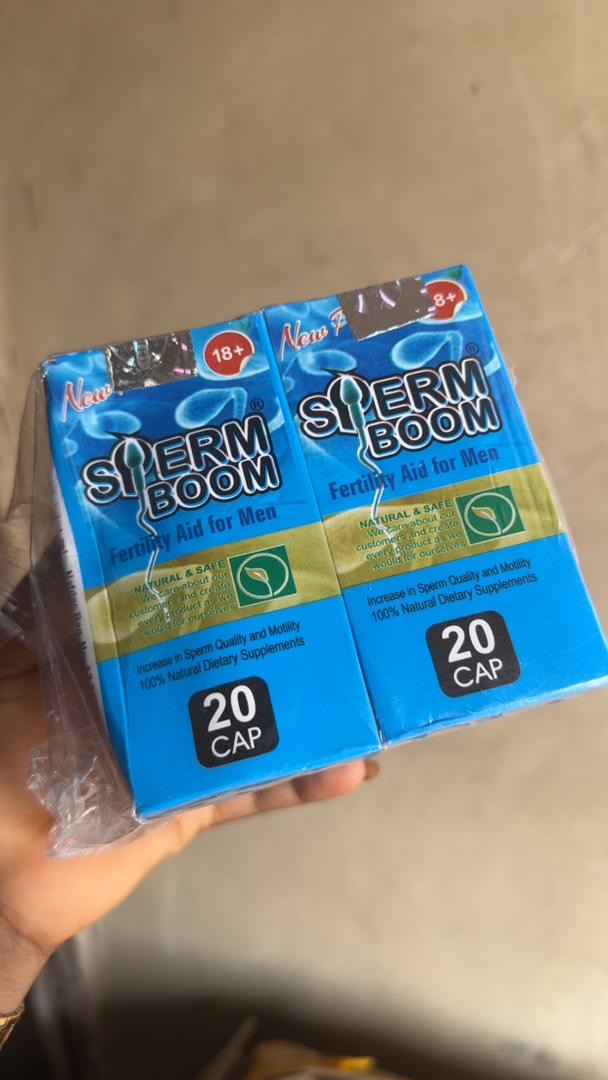 New
18+
SPERM
BOOM
®
Fertility Aid for Men
NATURAL & SAFE
We care about our
customers and create
every product as we
would for ourselves
Increase in Sperm Quality and Motility
100% Natural Dietary Supplements
20
CAP
New
8+
SPERM
BOOM
®
Fertility Aid for Men
NATURAL & SAFE
We care about our
customers and create
every product as we
would for ourselves
Increase in Sperm Quality and Motility
100% Natural Dietary Supplements
20
CAP